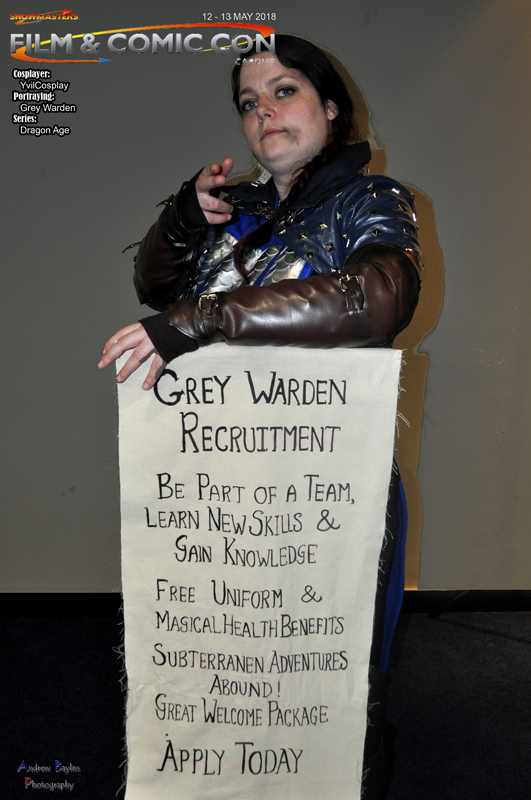 SHOWMASTERS
12 - 13 MAY 2018
FILM & COMIC CON
CARDIFF
Cosplayer:
YvilCosplay
Portraying:
Grey Warden
Series:
Dragon Age
GREY WARDEN
RECRUITMENT
BE PART OF A TEAM,
LEARN NEW SKILLS &
GAIN KNOWLEDGE
FREE UNIFORM &
MAGICAL HEALTH BENEFITS
SUBTERRANEN ADVENTURES
ABOUND!
GREAT WELCOME PACKAGE
APPLY TODAY
Andrew Bayliss
Photography